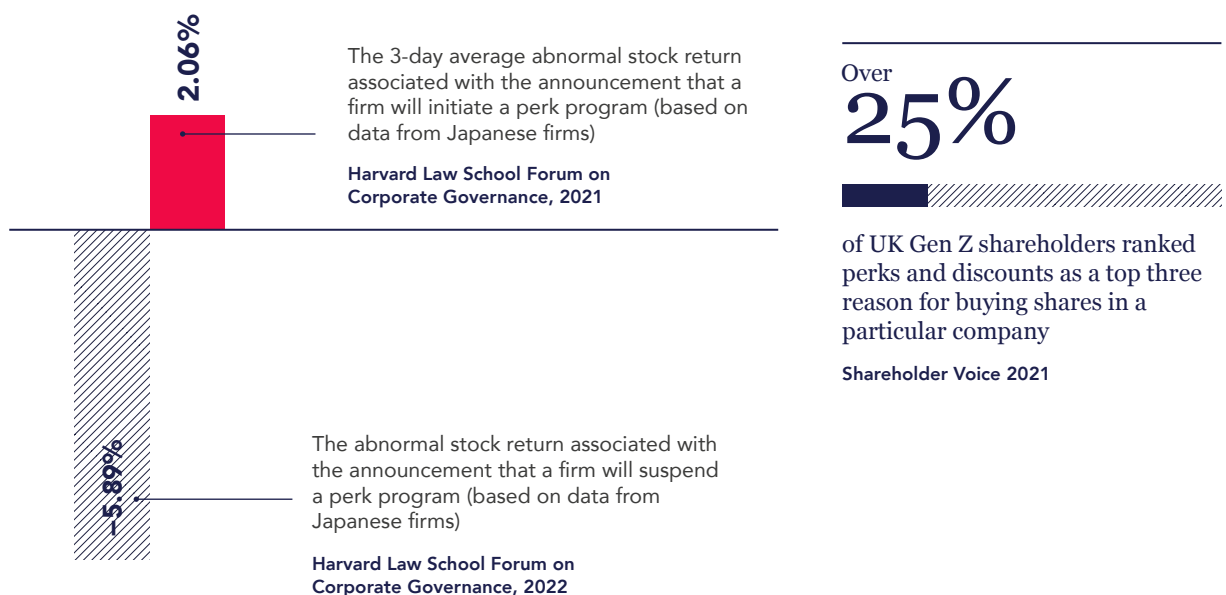 2.06%
The 3-day average abnormal stock return
associated with the announcement that a
firm will initiate a perk program (based on
data from Japanese firms)
Harvard Law School Forum on
Corporate Governance, 2021
–5.89%
The abnormal stock return associated with
the announcement that a firm will suspend
a perk program (based on data from
Japanese firms)
Harvard Law School Forum on
Corporate Governance, 2022
Over
25%
of UK Gen Z shareholders ranked
perks and discounts as a top three
reason for buying shares in a
particular company
Shareholder Voice 2021